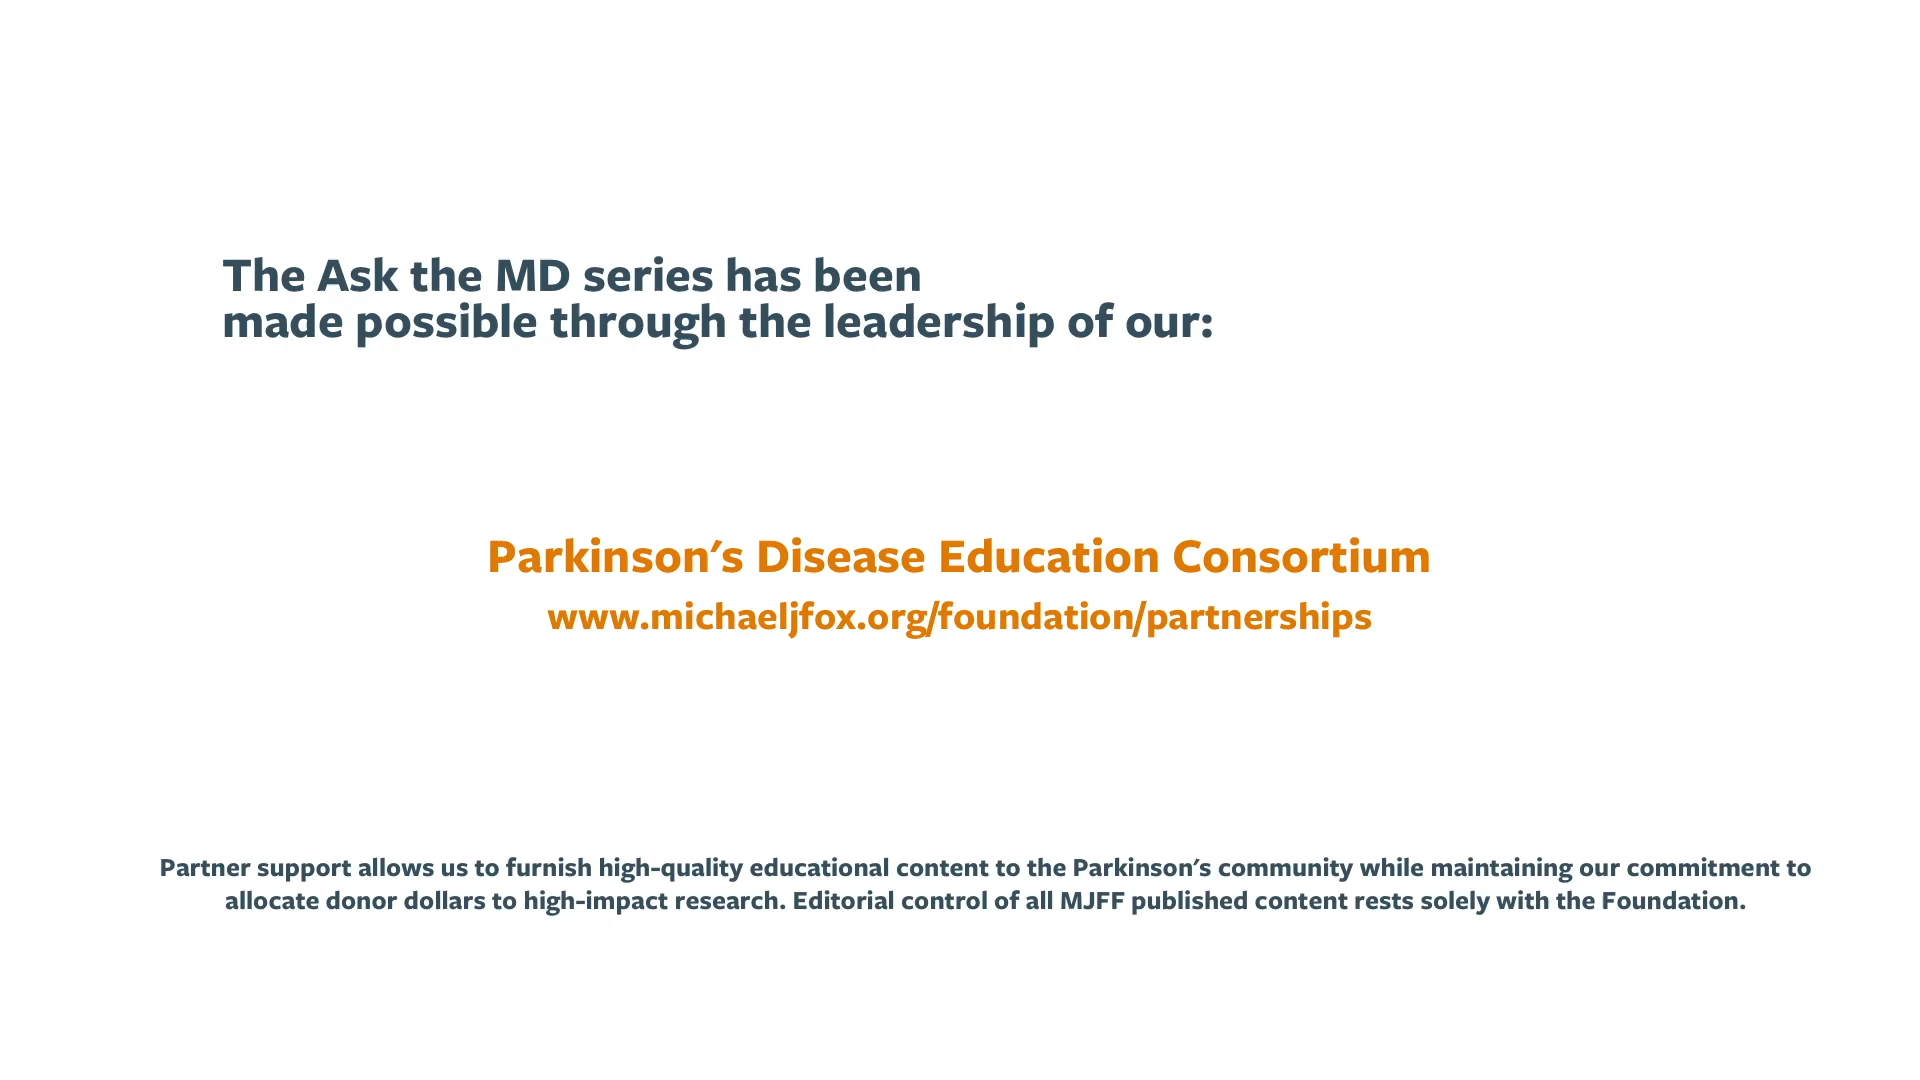 The Ask the MD series has been
made possible through the leadership of our:
Parkinson's Disease Education Consortium
www.michaeljfox.org/foundation/partnerships
Partner support allows us to furnish high-quality educational content to the Parkinson's community while maintaining our commitment to
allocate donor dollars to high-impact research. Editorial control of all MJFF published content rests solely with the Foundation.